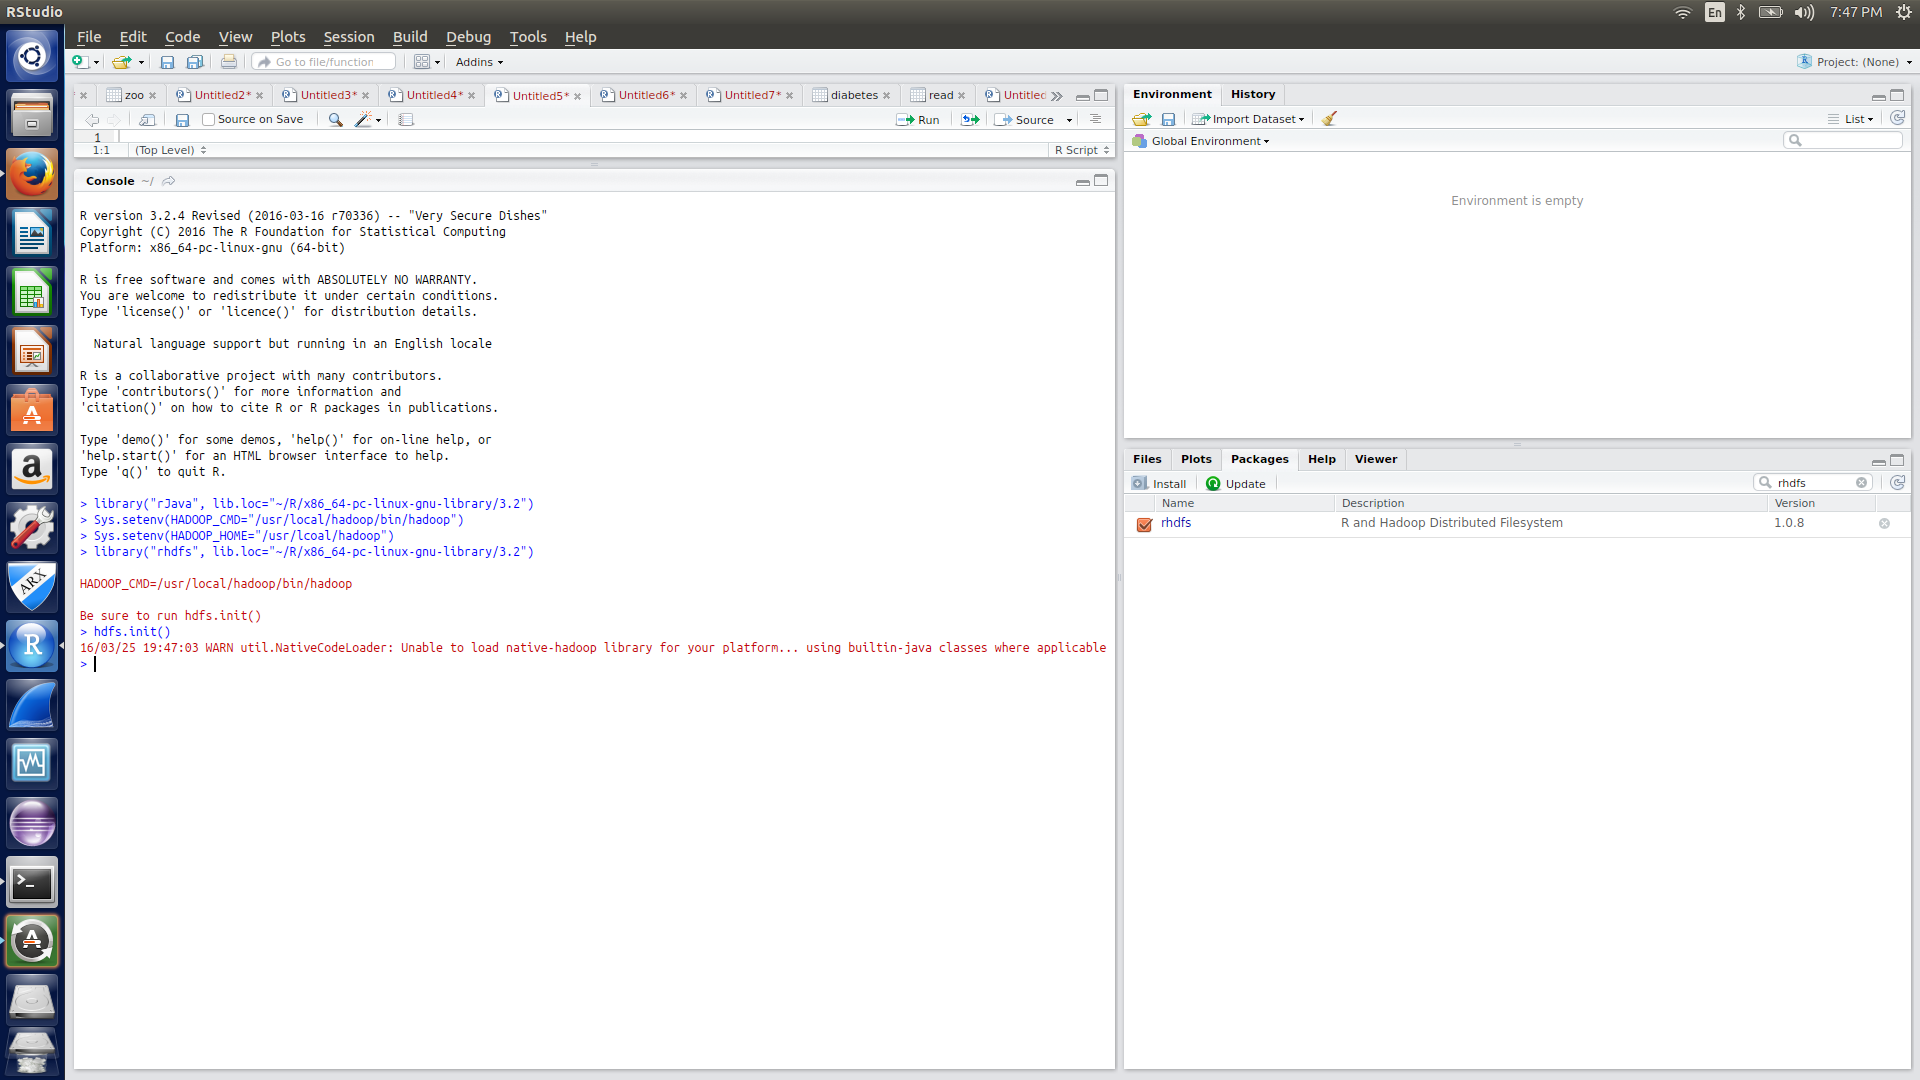 RStudio
En
7:47 PM
File Edit Code View Plots Session Build Debug Tools Help
Go to file/function
Addins
Project: (None)
zoo
Untitled2*
Untitled3*
Untitled4*
Untitled5*
Untitled6*
Untitled7*
diabetes
read
Untitled
Source on Save
Run
Source
1
1:1
(Top Level)
R Script
Console ~/
R version 3.2.4 Revised (2016-03-16 r70336) -- "Very Secure Dishes"
Copyright (C) 2016 The R Foundation for Statistical Computing
Platform: x86_64-pc-linux-gnu (64-bit)
R is free software and comes with ABSOLUTELY NO WARRANTY.
You are welcome to redistribute it under certain conditions.
Type 'license()' or 'licence()' for distribution details.
Natural language support but running in an English locale
R is a collaborative project with many contributors.
Type 'contributors()' for more information and
'citation()' on how to cite R or R packages in publications.
Type 'demo()' for some demos, 'help()' for on-line help, or
'help.start()' for an HTML browser interface to help.
Type 'q()' to quit R.
> library("rJava", lib.loc="~/R/x86_64-pc-linux-gnu-library/3.2")
> Sys.setenv(HADOOP_CMD="/usr/local/hadoop/bin/hadoop")
> Sys.setenv(HADOOP_HOME="/usr/lcoal/hadoop")
> library("rhdfs", lib.loc="~/R/x86_64-pc-linux-gnu-library/3.2")
HADOOP_CMD=/usr/local/hadoop/bin/hadoop
Be sure to run hdfs.init()
> hdfs.init()
16/03/25 19:47:03 WARN util.NativeCodeLoader: Unable to load native-hadoop library for your platform... using builtin-java classes where applicable
>
Environment History
Import Dataset
List
Global Environment
Environment is empty
Files Plots Packages Help Viewer
Install
Update
rhdfs
Name Description Version
rhdfs R and Hadoop Distributed Filesystem 1.0.8
a
ARX
R